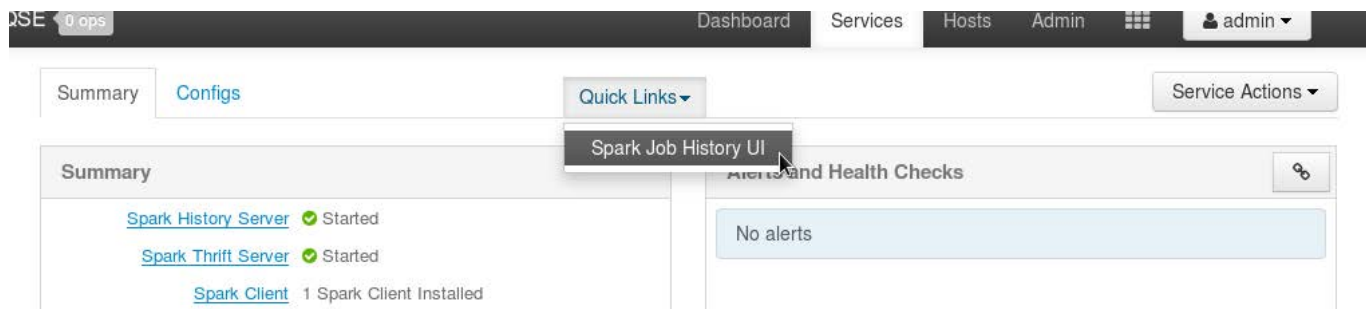 0 ops Dashboard Services Hosts Admin admin
Summary Configs Quick Links Service Actions
Spark Job History UI
Summary Alerts and Health Checks
Spark History Server Started
No alerts
Spark Thrift Server Started
Spark Client 1 Spark Client Installed